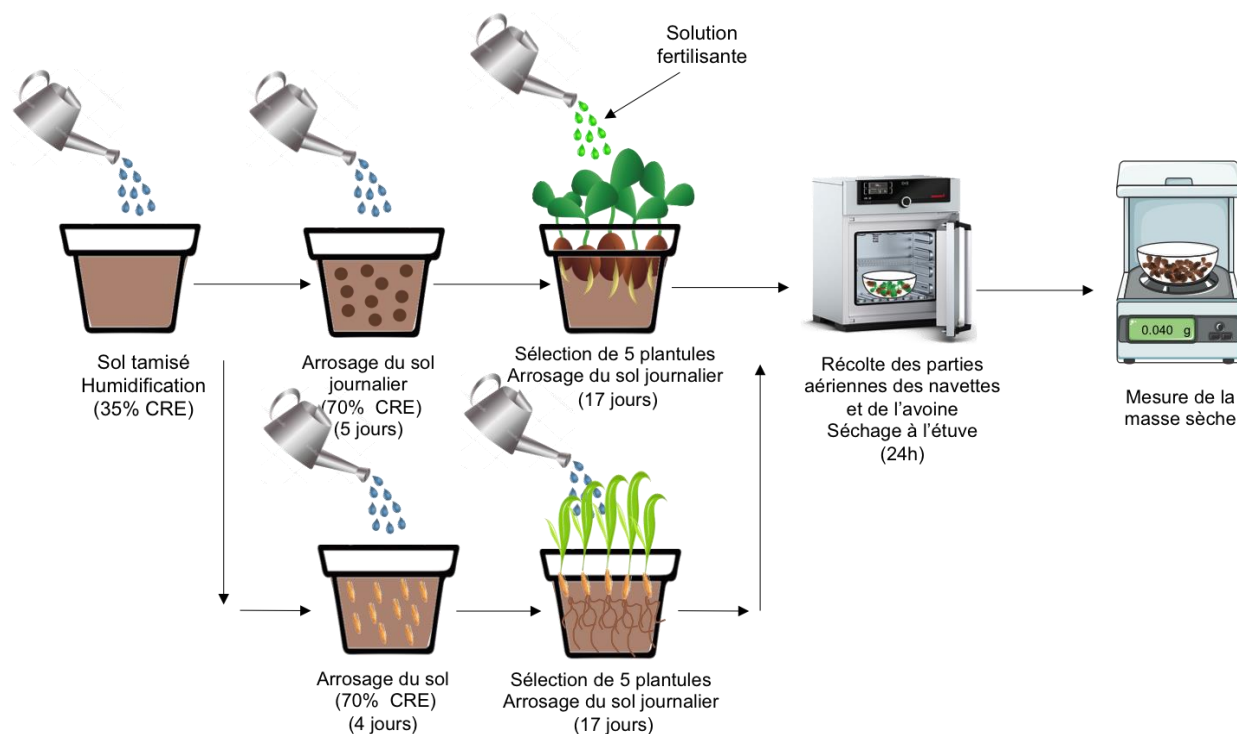 Solution
fertilisante
Sol tamisé
Humidification
(35% CRE)
Arrosage du sol
journalier
(70% CRE)
(5 jours)
Sélection de 5 plantules
Arrosage du sol journalier
(17 jours)
Récolte des parties
aériennes des navettes
et de l'avoine
Séchage à l'étuve
(24h)
0.040 g
Mesure de la
masse sèche
Arrosage du sol
(70% CRE)
(4 jours)
Sélection de 5 plantules
Arrosage du sol journalier
(17 jours)